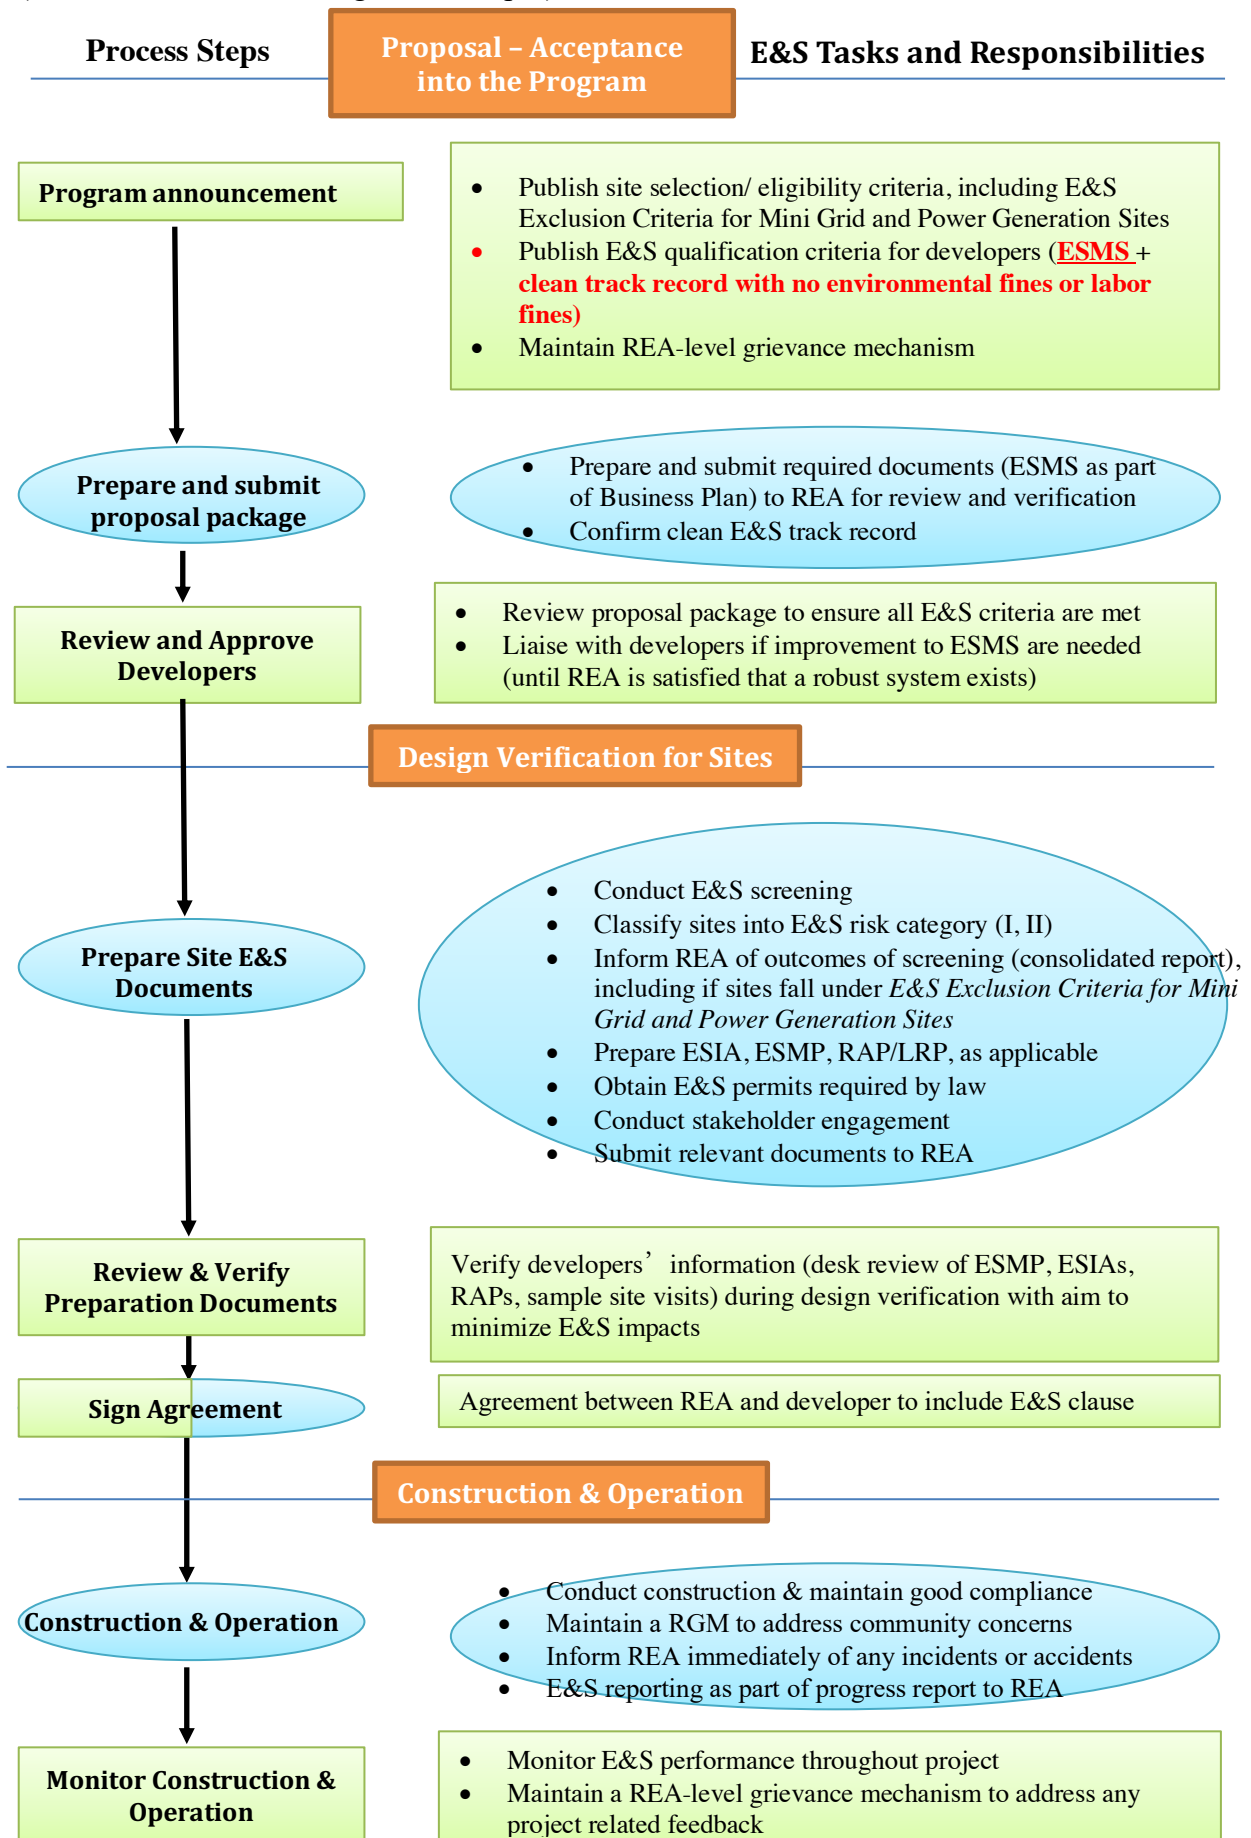 Process Steps
Proposal – Acceptance
into the Program
E&S Tasks and Responsibilities
Program announcement
• Publish site selection/ eligibility criteria, including E&S
Exclusion Criteria for Mini Grid and Power Generation Sites
• Publish E&S qualification criteria for developers (ESMS +
clean track record with no environmental fines or labor
fines)
• Maintain REA-level grievance mechanism
Prepare and submit
proposal package
• Prepare and submit required documents (ESMS as part
of Business Plan) to REA for review and verification
• Confirm clean E&S track record
Review and Approve
Developers
• Review proposal package to ensure all E&S criteria are met
• Liaise with developers if improvement to ESMS are needed
(until REA is satisfied that a robust system exists)
Design Verification for Sites
Prepare Site E&S
Documents
• Conduct E&S screening
• Classify sites into E&S risk category (I, II)
• Inform REA of outcomes of screening (consolidated report),
including if sites fall under E&S Exclusion Criteria for Mini
Grid and Power Generation Sites
• Prepare ESIA, ESMP, RAP/LRP, as applicable
• Obtain E&S permits required by law
• Conduct stakeholder engagement
• Submit relevant documents to REA
Review & Verify
Preparation Documents
Verify developers’ information (desk review of ESMP, ESIAs,
RAPs, sample site visits) during design verification with aim to
minimize E&S impacts
Sign Agreement
Agreement between REA and developer to include E&S clause
Construction & Operation
Construction & Operation
• Conduct construction & maintain good compliance
• Maintain a RGM to address community concerns
• Inform REA immediately of any incidents or accidents
• E&S reporting as part of progress report to REA
Monitor Construction &
Operation
• Monitor E&S performance throughout project
• Maintain a REA-level grievance mechanism to address any
project related feedback